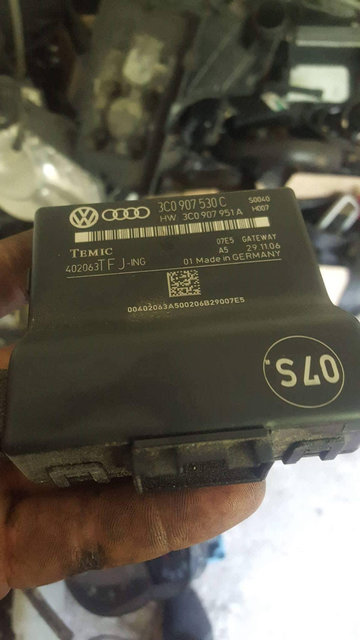 3C0 907 530 C S0040
HW 3C0 907 951 A H007
TEMIC 07E5 GATEWAY
A5 29.11.06
402063TFJ-ING 01 Made in GERMANY
00402063A500206B29007E5
07S.